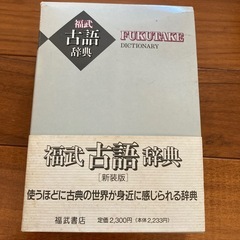 福武
古語
辞典
FUKUTAKE
DICTIONARY
福武古語辞典
[新装版]
使うほどに古典の世界が身近に感じられる辞典
福武書店 定価2,300円(本体2,233円)